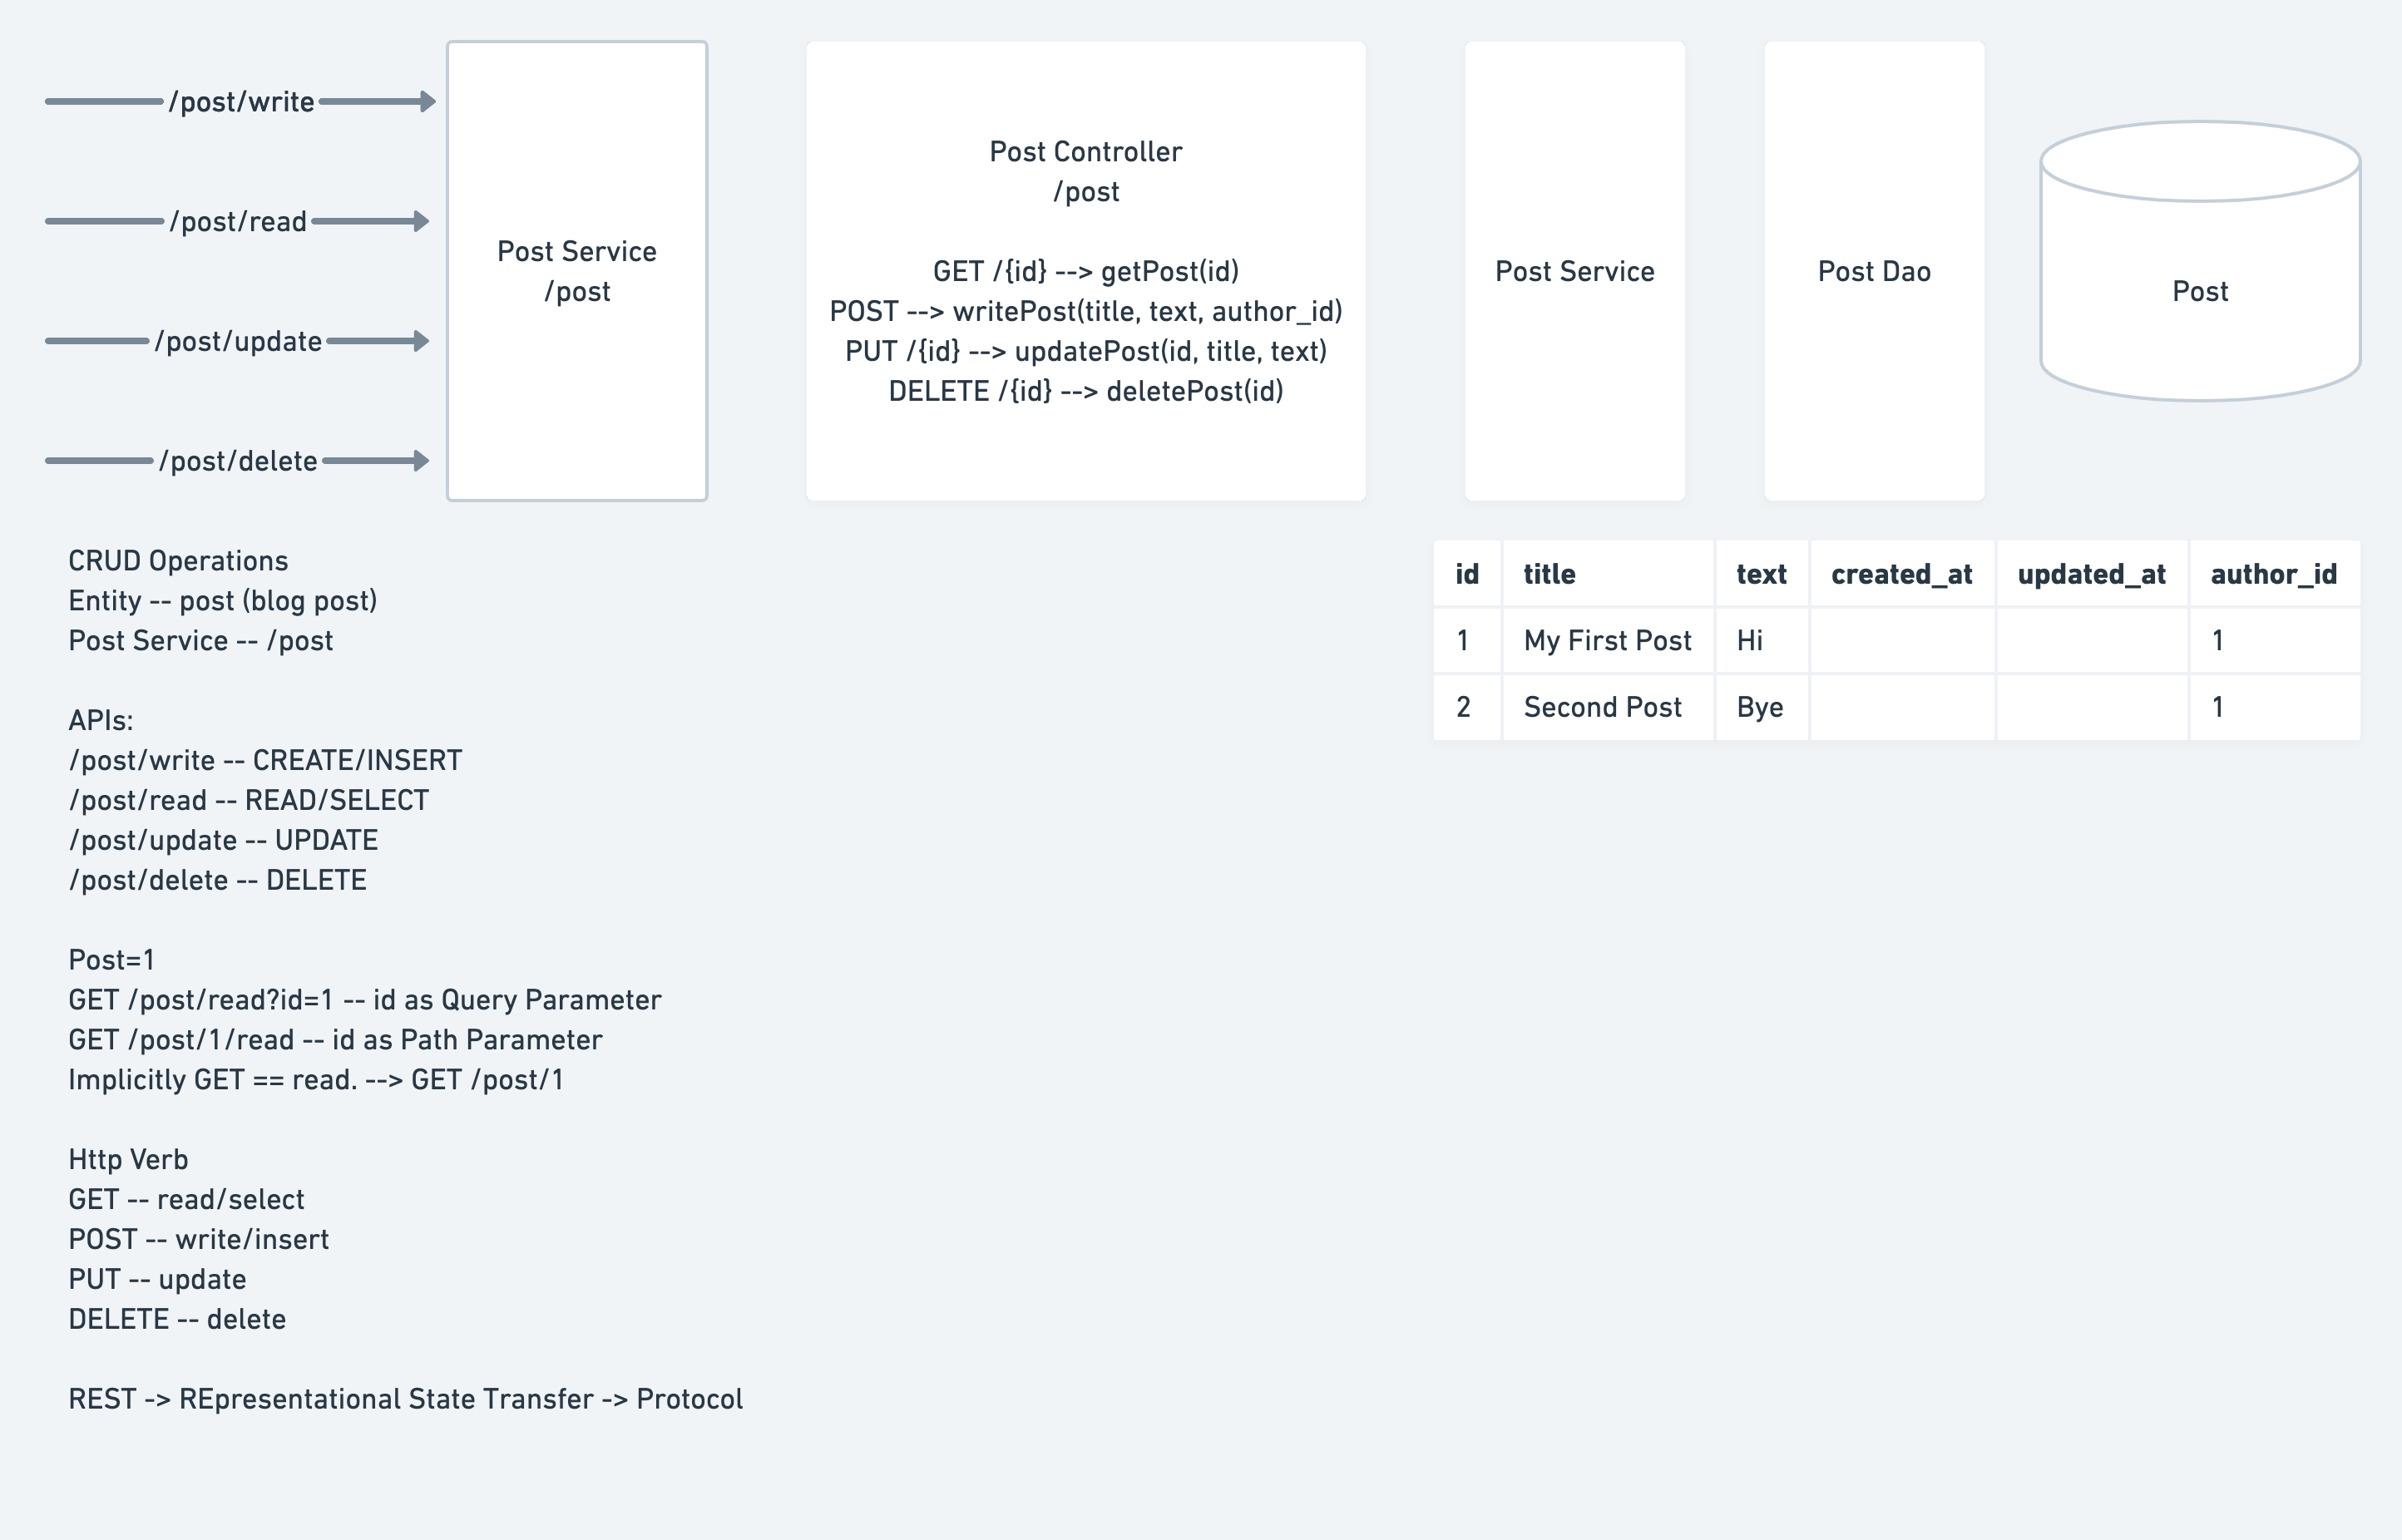 /post/write
/post/read
/post/update
/post/delete
Post Service
/post
Post Controller
/post
GET /{id} --> getPost(id)
POST --> writePost(title, text, author_id)
PUT /{id} --> updatePost(id, title, text)
DELETE /{id} --> deletePost(id)
Post Service
Post Dao
Post
CRUD Operations
Entity -- post (blog post)
Post Service -- /post
APIs:
/post/write -- CREATE/INSERT
/post/read -- READ/SELECT
/post/update -- UPDATE
/post/delete -- DELETE
Post=1
GET /post/read?id=1 -- id as Query Parameter
GET /post/1/read -- id as Path Parameter
Implicitly GET == read. --> GET /post/1
Http Verb
GET -- read/select
POST -- write/insert
PUT -- update
DELETE -- delete
REST -> REpresentational State Transfer -> Protocol
id title text created_at updated_at author_id
1 My First Post Hi 1
2 Second Post Bye 1